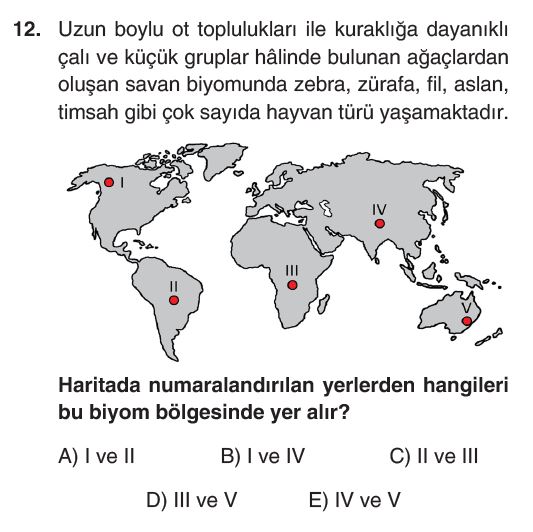 12. Uzun boylu ot toplulukları ile kuraklığa dayanıklı
çalı ve küçük gruplar hâlinde bulunan ağaçlardan
oluşan savan biyomunda zebra, zürafa, fil, aslan,
timsah gibi çok sayıda hayvan türü yaşamaktadır.
I
IV
III
II
V
Haritada numaralandırılan yerlerden hangileri
bu biyom bölgesinde yer alır?
A) I ve II B) I ve IV C) II ve III
D) III ve V E) IV ve V